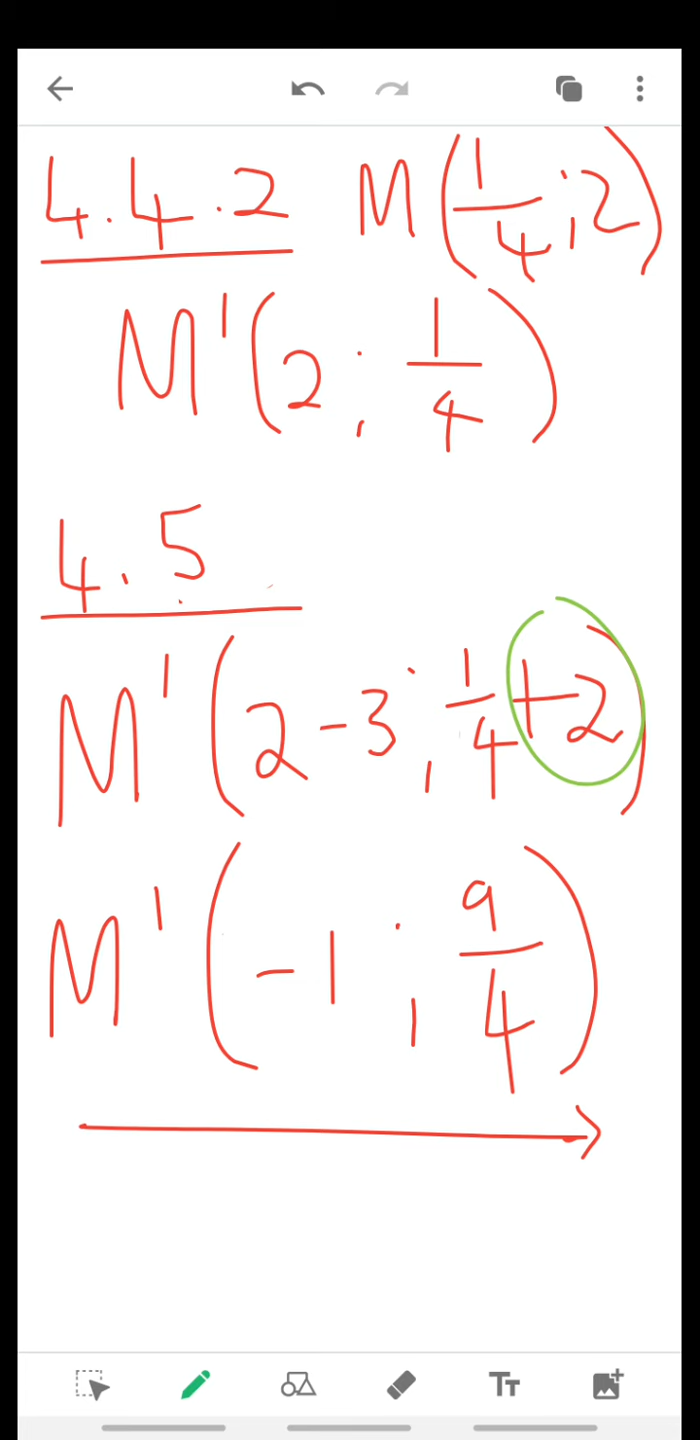 4.4.2 M(1/4 ; 2)
M'(2 ; 1/4)
4.5
M'(2-3 ; 1/4+2)
M'(-1 ; 9/4)
Tт